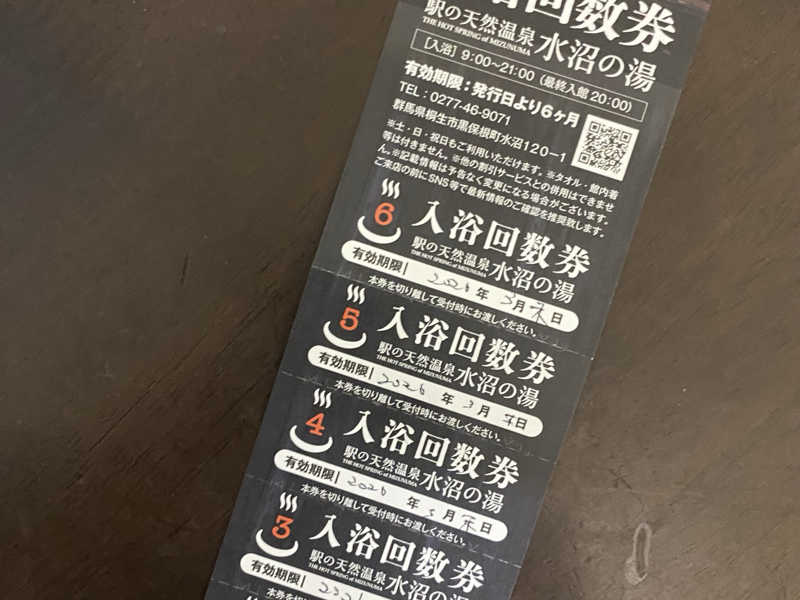 回数券
駅の天然温泉 水沼の湯
THE HOT SPRING of MIZUNUMA
[入浴] 9:00～21:00 (最終入館 20:00)
有効期限：発行日より6ヶ月
TEL：0277-46-9071
群馬県桐生市黒保根町水沼120−1
※土・日・祝日もご利用いただけます。※タオル・館内着
等は付きません。※他の割引サービスとの併用はできませ
ん。※記載情報は予告なく変更になる場合がございます。
ご来店の前にSNS等で最新情報のご確認を推奨致します。
6 入浴回数券
駅の天然温泉 水沼の湯
THE HOT SPRING of MIZUNUMA
有効期限 2026年 3月末日
本券を切り離して受付時にお渡しください。
5 入浴回数券
駅の天然温泉 水沼の湯
THE HOT SPRING of MIZUNUMA
有効期限 2026年 3月末日
本券を切り離して受付時にお渡しください。
4 入浴回数券
駅の天然温泉 水沼の湯
THE HOT SPRING of MIZUNUMA
有効期限 2026年 3月末日
本券を切り離して受付時にお渡しください。
3 入浴回数券
駅の天然温泉 水沼の湯
THE HOT SPRING of MIZUNUMA
有効期限 2026